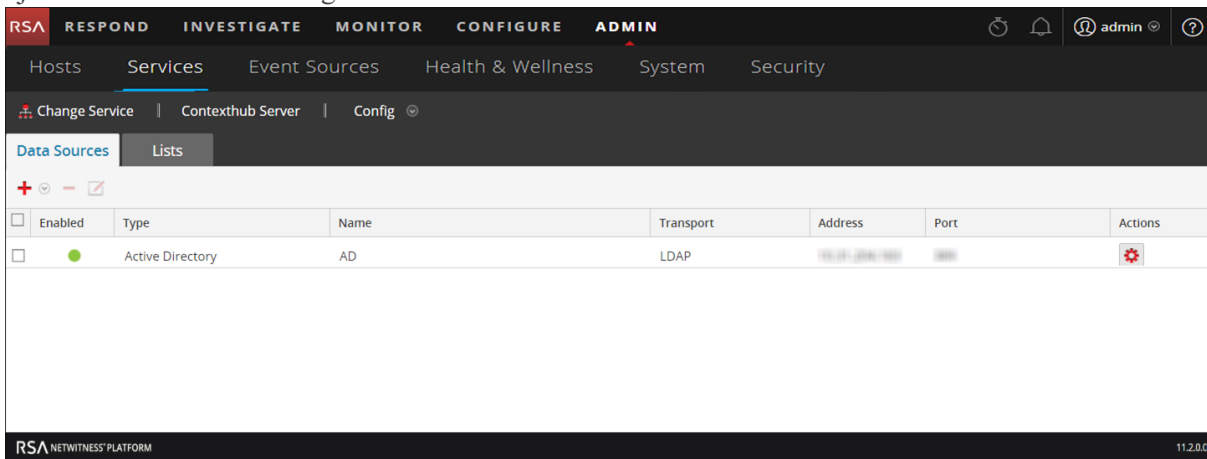 RSA RESPOND INVESTIGATE MONITOR CONFIGURE ADMIN admin
Hosts Services Event Sources Health & Wellness System Security
Change Service Contexthub Server Config
Data Sources Lists
Enabled Type Name Transport Address Port Actions
Active Directory AD LDAP
RSA NETWITNESS® PLATFORM 11.2.0.0